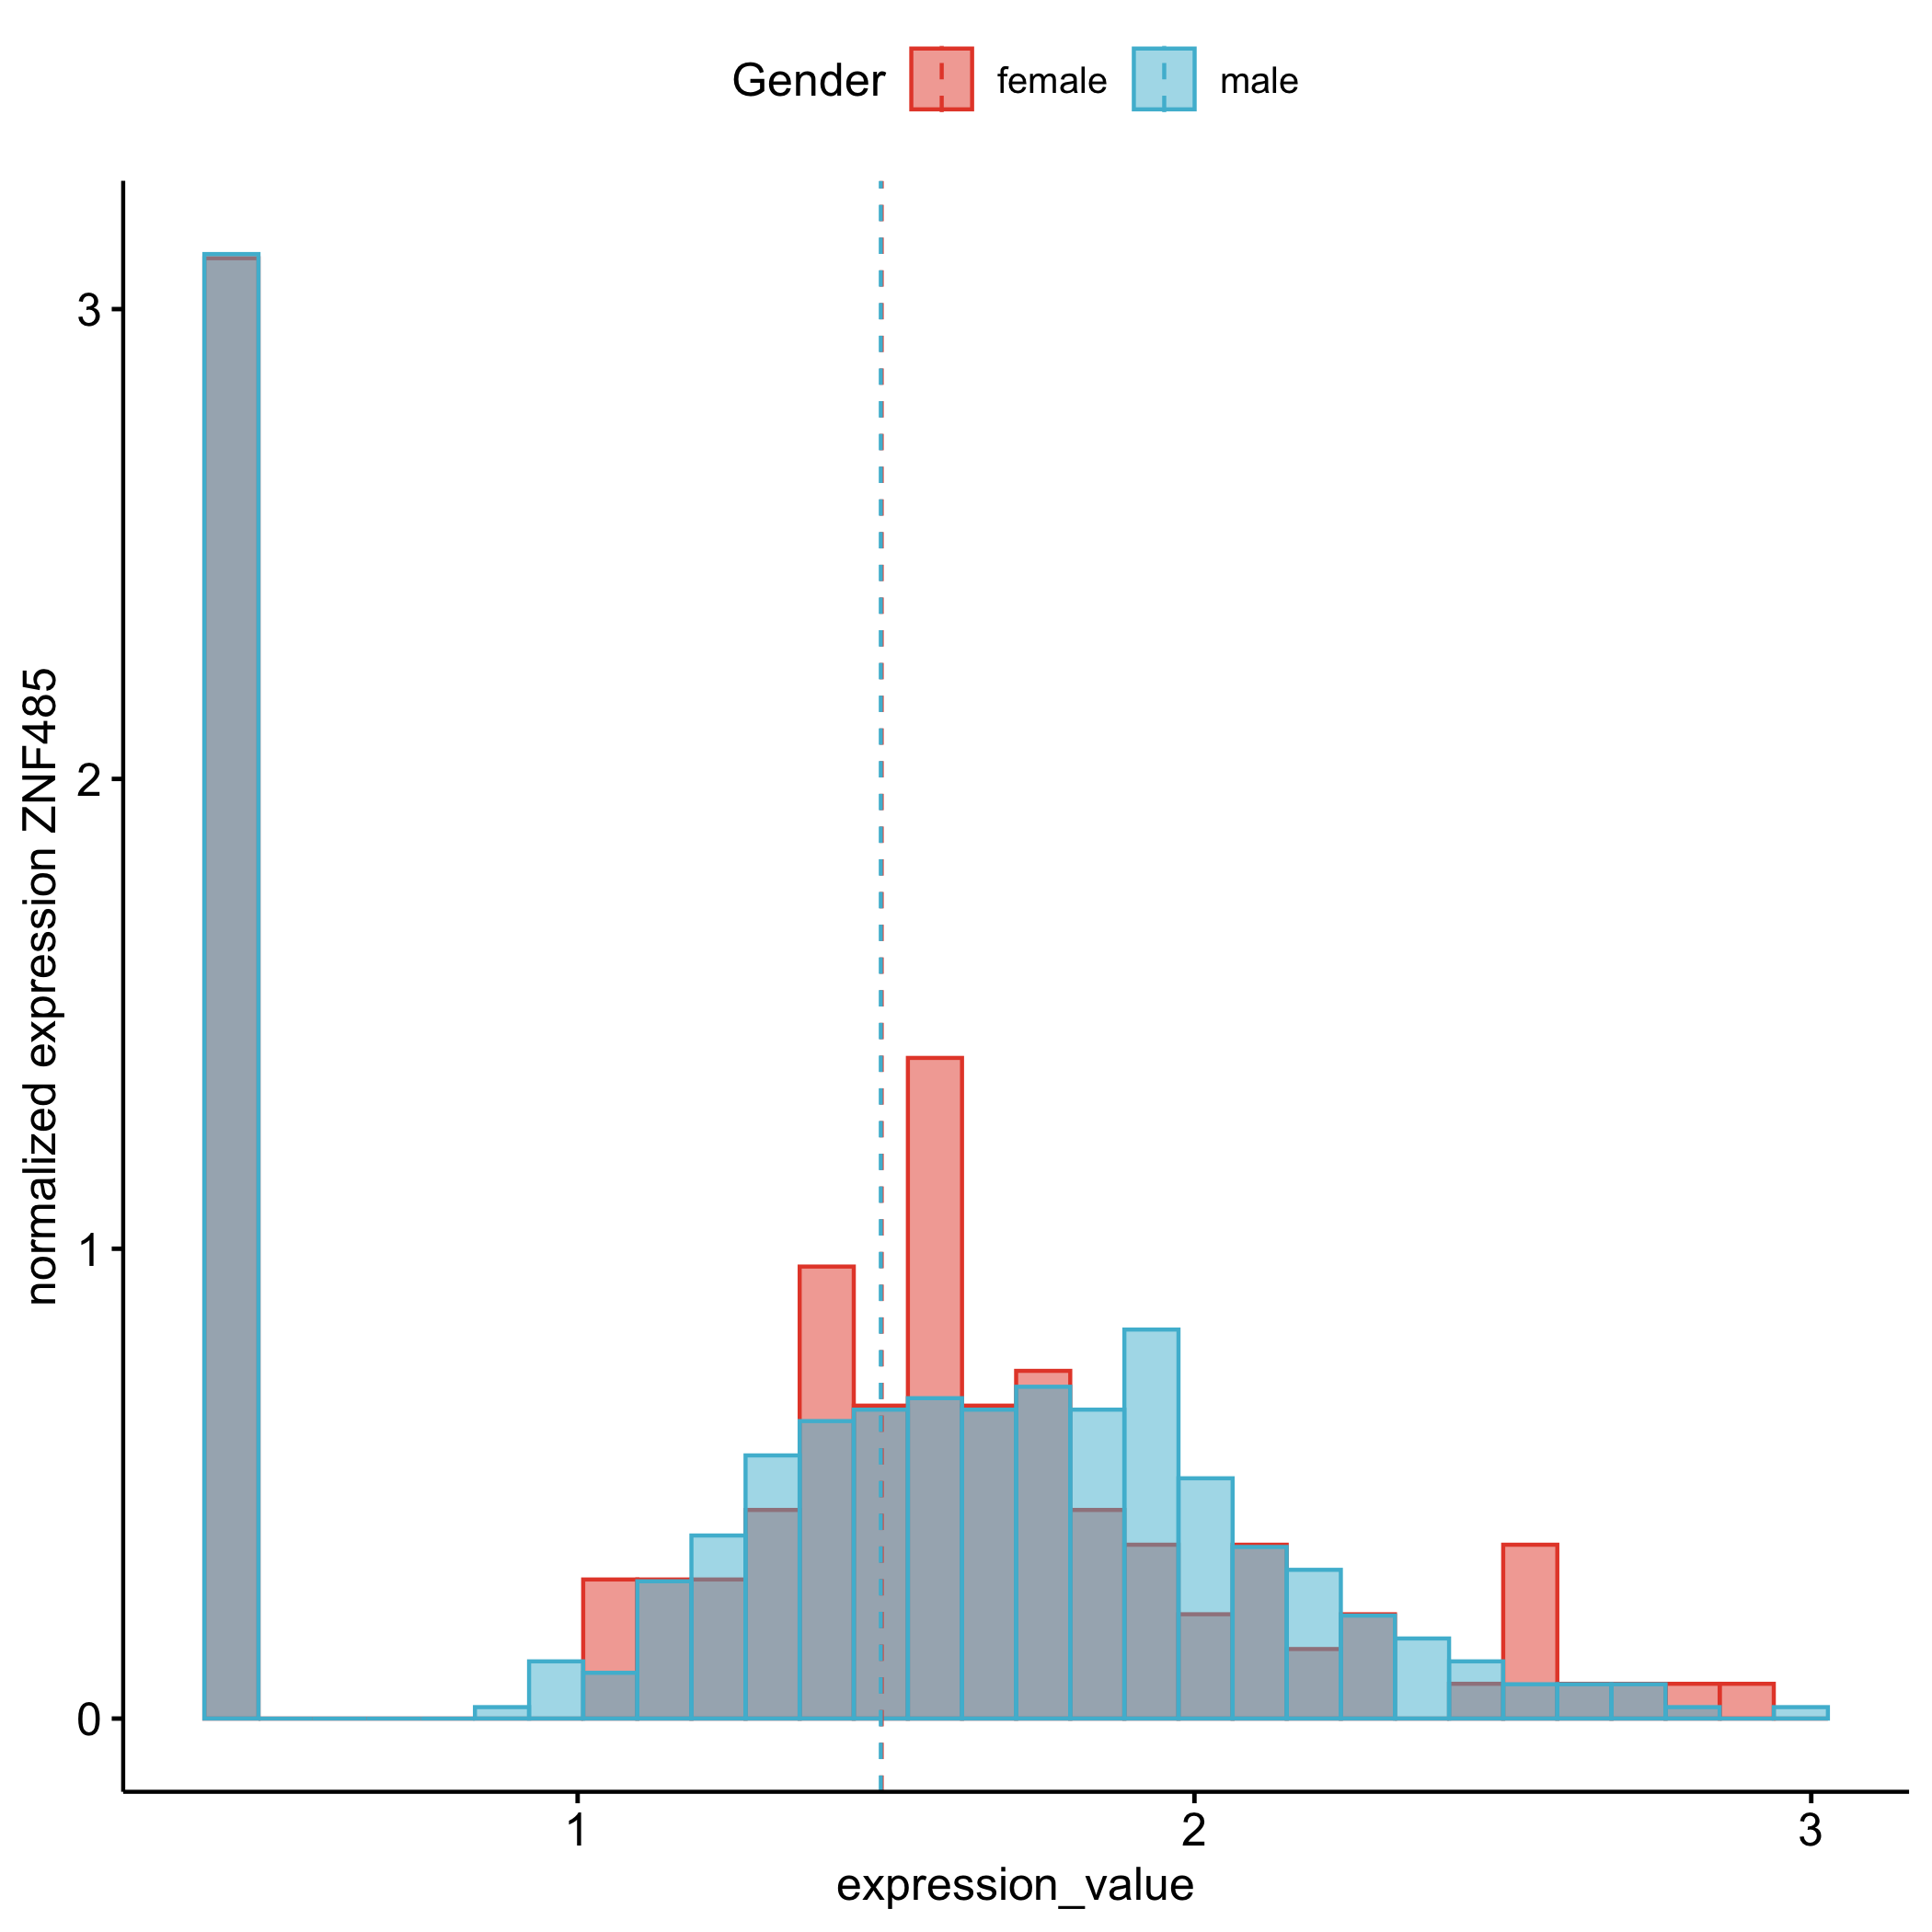 Gender female male
normalized expression ZNF485
3
2
1
0
1 2 3
expression_value